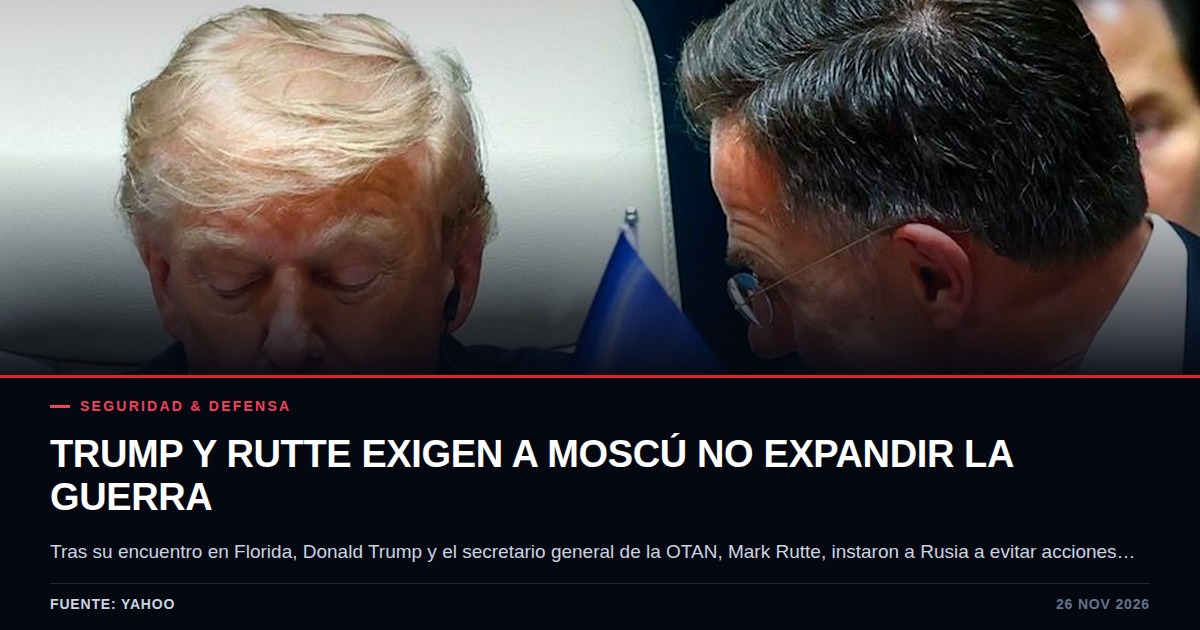 SEGURIDAD & DEFENSA
TRUMP Y RUTTE EXIGEN A MOSCÚ NO EXPANDIR LA
GUERRA
Tras su encuentro en Florida, Donald Trump y el secretario general de la OTAN, Mark Rutte, instaron a Rusia a evitar acciones…
FUENTE: YAHOO
26 NOV 2026